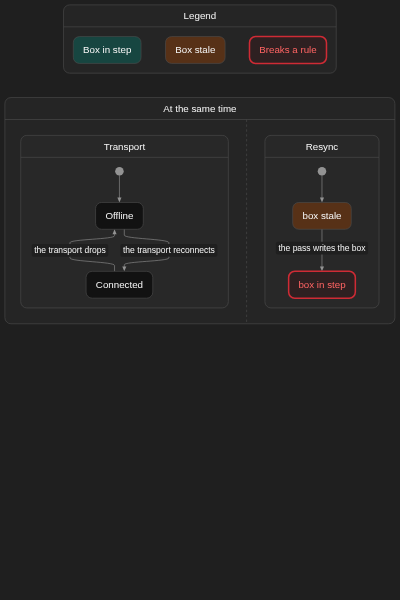 Legend
Box in step
Box stale
Breaks a rule
At the same time
Transport
Resync
Offline
box stale
the transport drops
the transport reconnects
the pass writes the box
Connected
box in step